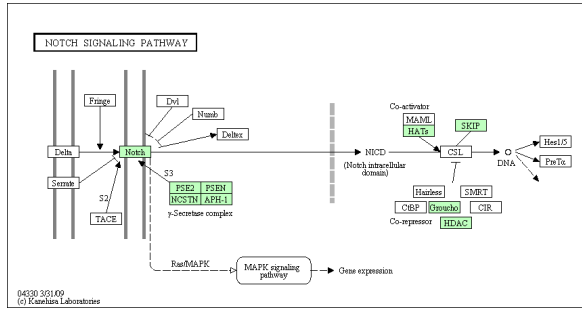 NOTCH SIGNALING PATHWAY
Fringe
Dvl
Numb
Deltex
Delta
Notch
Serrate
S2
TACE
S3
PSE2 PSEN
NCSTN APH-1
γ-Secretase complex
NICD
(Notch intracellular
domain)
Co-activator
MAML
HATs
SKIP
CSL
DNA
Hes1/5
PreTα
Hairless SMRT
CtBP Groucho CIR
Co-repressor HDAC
Ras/MAPK
MAPK signaling
pathway
Gene expression
04330 3/31/09
(c) Kanehisa Laboratories